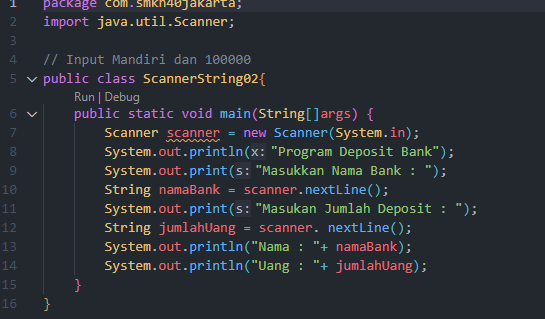 1 package com.smkn40jakarta;
2 import java.util.Scanner;
3
4 // Input Mandiri dan 100000
5 public class ScannerString02{
Run | Debug
6 public static void main(String[]args) {
7 Scanner scanner = new Scanner(System.in);
8 System.out.println(x: "Program Deposit Bank");
9 System.out.print(s: "Masukkan Nama Bank : ");
10 String namaBank = scanner.nextLine();
11 System.out.print(s: "Masukan Jumlah Deposit : ");
12 String jumlahUang = scanner. nextLine();
13 System.out.println("Nama : "+ namaBank);
14 System.out.println("Uang : "+ jumlahUang);
15 }
16 }